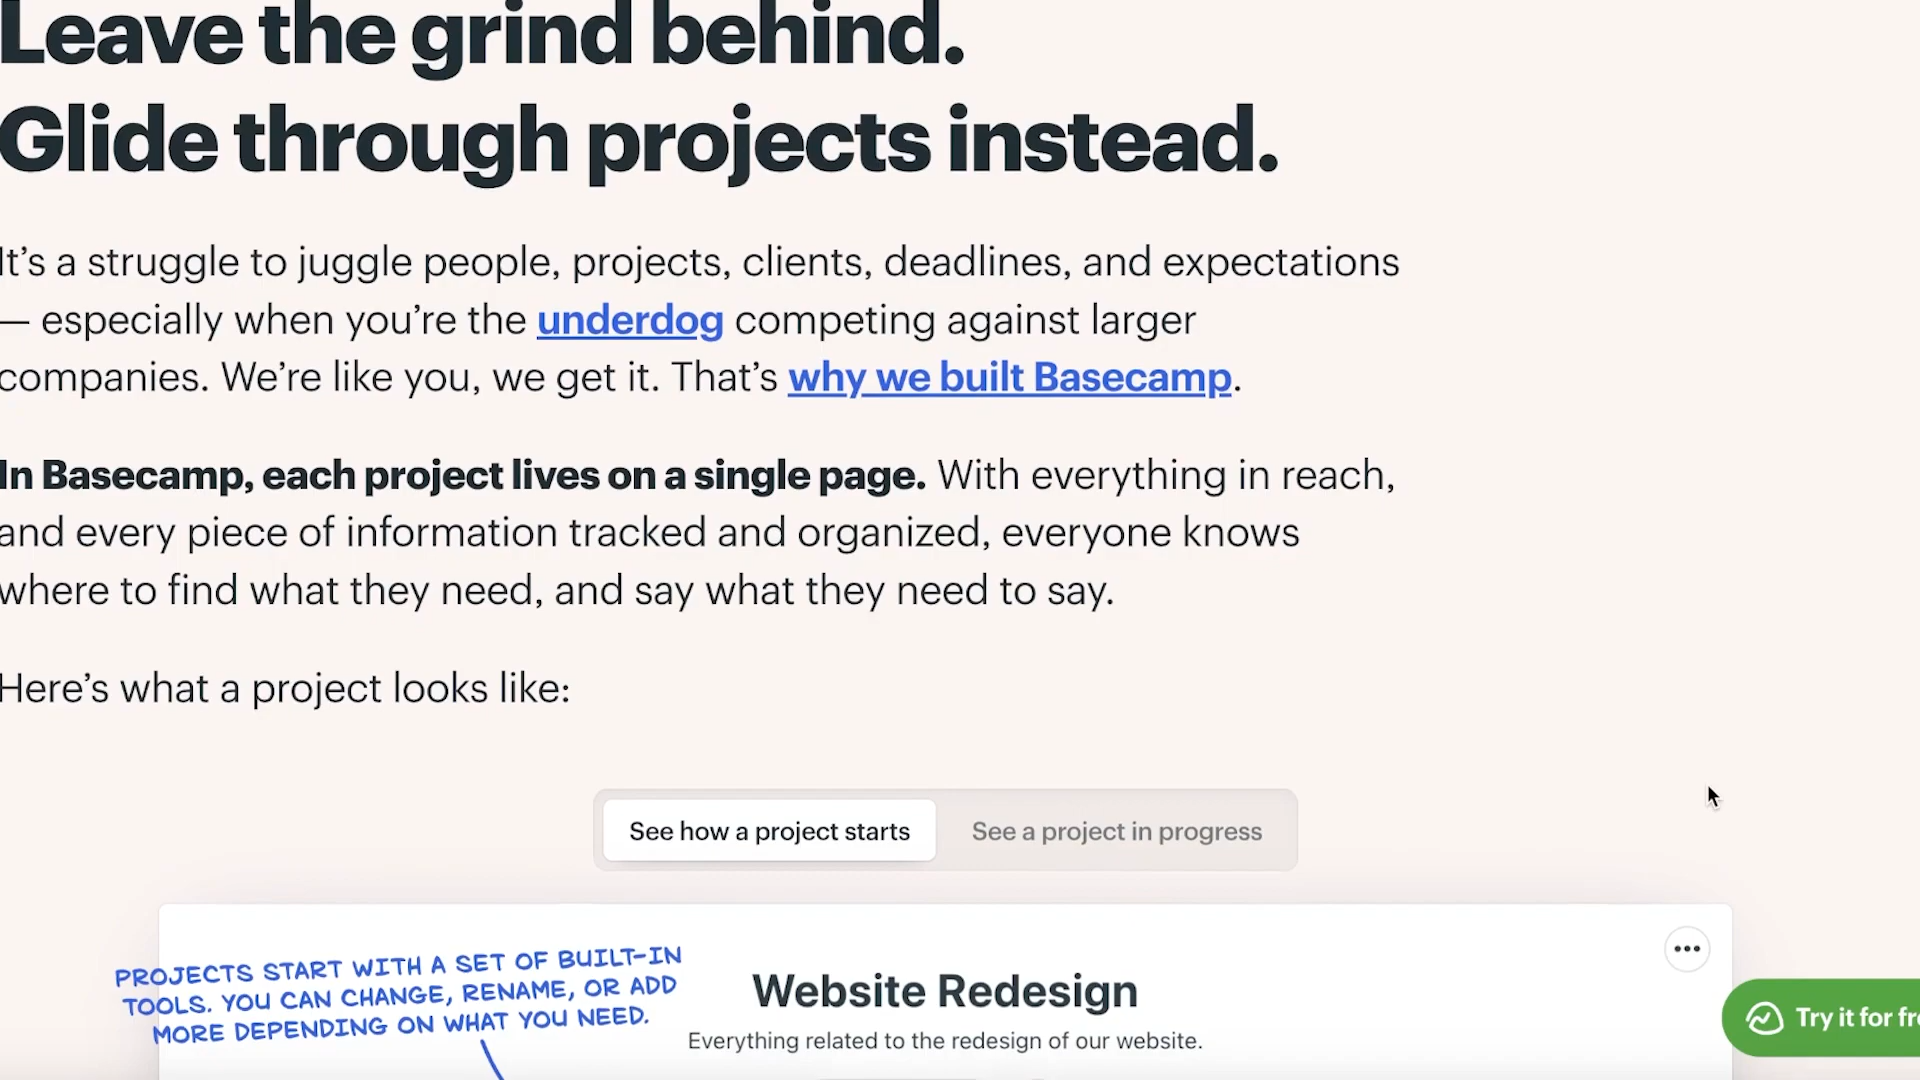 Leave the grind behind.
Glide through projects instead.
It’s a struggle to juggle people, projects, clients, deadlines, and expectations
— especially when you’re the underdog competing against larger
companies. We’re like you, we get it. That’s why we built Basecamp.
In Basecamp, each project lives on a single page. With everything in reach,
and every piece of information tracked and organized, everyone knows
where to find what they need, and say what they need to say.
Here’s what a project looks like:
See how a project starts
See a project in progress
PROJECTS START WITH A SET OF BUILT-IN
TOOLS. YOU CAN CHANGE, RENAME, OR ADD
MORE DEPENDING ON WHAT YOU NEED.
Website Redesign
Everything related to the redesign of our website.
Try it for fre